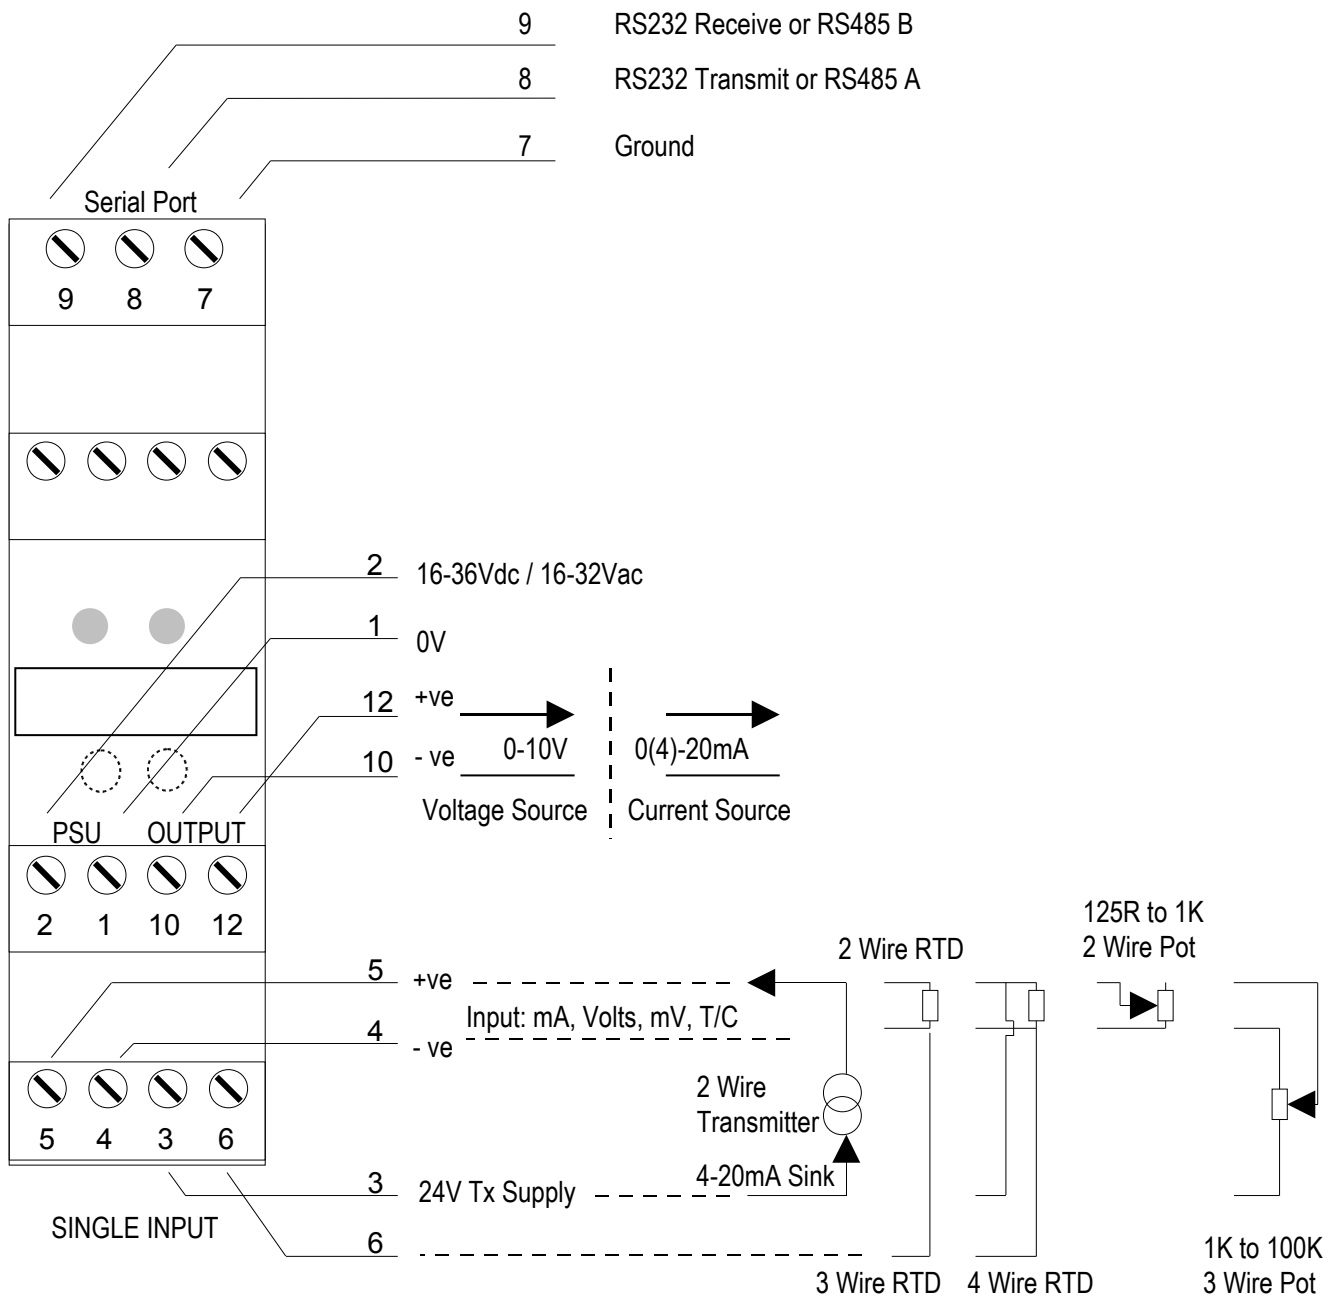 9 RS232 Receive or RS485 B
8 RS232 Transmit or RS485 A
7 Ground
Serial Port
9 8 7
2 16-36Vdc / 16-32Vac
1 0V
12 +ve
10 - ve 0-10V 0(4)-20mA
Voltage Source Current Source
PSU OUTPUT
2 1 10 12
125R to 1K
2 Wire Pot
2 Wire RTD
5 +ve
Input: mA, Volts, mV, T/C
4 - ve
2 Wire
Transmitter
5 4 3 6
4-20mA Sink
3 24V Tx Supply
SINGLE INPUT
6
1K to 100K
3 Wire Pot
3 Wire RTD 4 Wire RTD